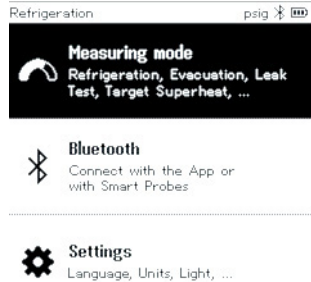 Refrigeration psig
Measuring mode
Refrigeration, Evacuation, Leak
Test, Target Superheat, ...
Bluetooth
Connect with the App or
with Smart Probes
Settings
Language, Units, Light, ...